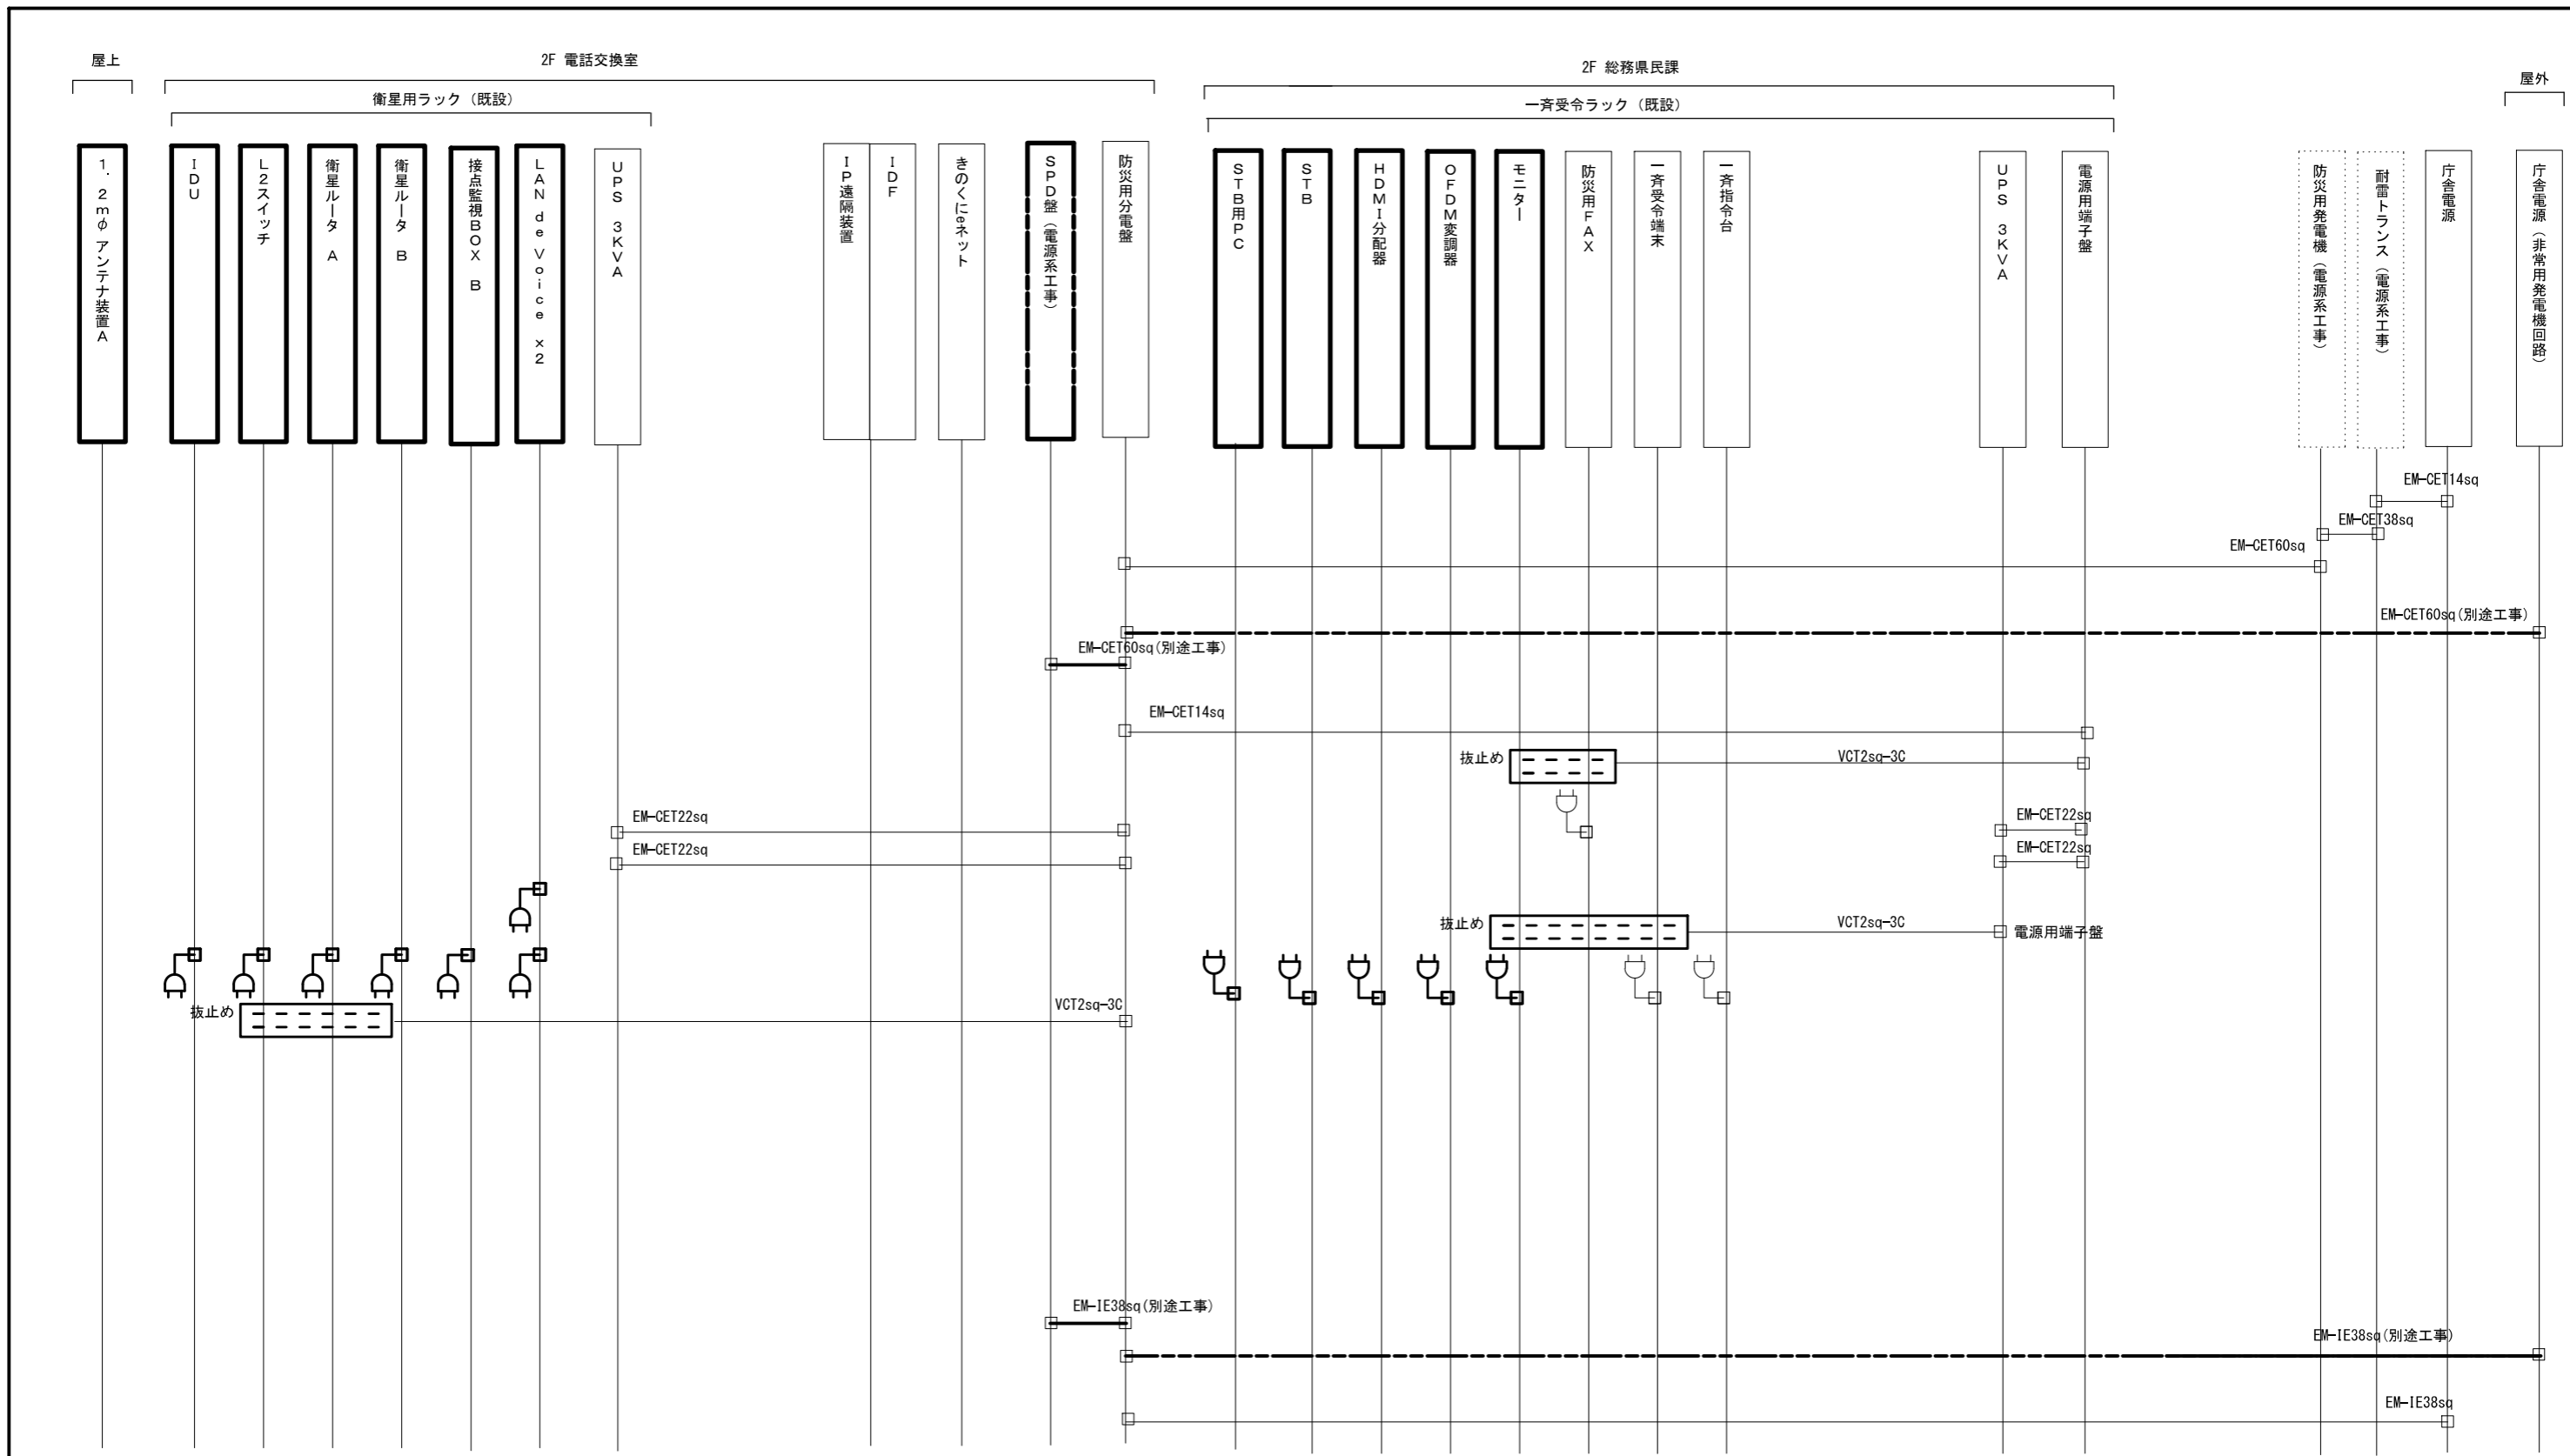 屋上
2F 電話交換室
2F 総務県民課
屋外
衛星用ラック（既設）
一斉受令ラック（既設）
1．2mφ アンテナ装置A
IDU
L2スイッチ
衛星ルータ A
衛星ルータ B
接点監視BOX B
LAN de Voice x2
UPS 3KVA
IP遠隔装置
IDF
きのくにeネット
SPD盤（電源系工事）
防災用分電盤
STB用PC
STB
HDMI分配器
OFDM変調器
モニター
防災用FAX
一斉受令端末
一斉指令台
UPS 3KVA
電源用端子盤
防災用発電機（電源系工事）
耐雷トランス（電源系工事）
庁舎電源
庁舎電源（非常用発電機回路）
EM-CET14sq
EM-CET38sq
EM-CET60sq
EM-CET60sq(別途工事)
EM-CET60sq(別途工事)
EM-CET14sq
抜止め
VCT2sq-3C
EM-CET22sq
EM-CET22sq
EM-CET22sq
EM-CET22sq
抜止め
VCT2sq-3C
電源用端子盤
抜止め
VCT2sq-3C
EM-IE38sq(別途工事)
EM-IE38sq(別途工事)
EM-IE38sq